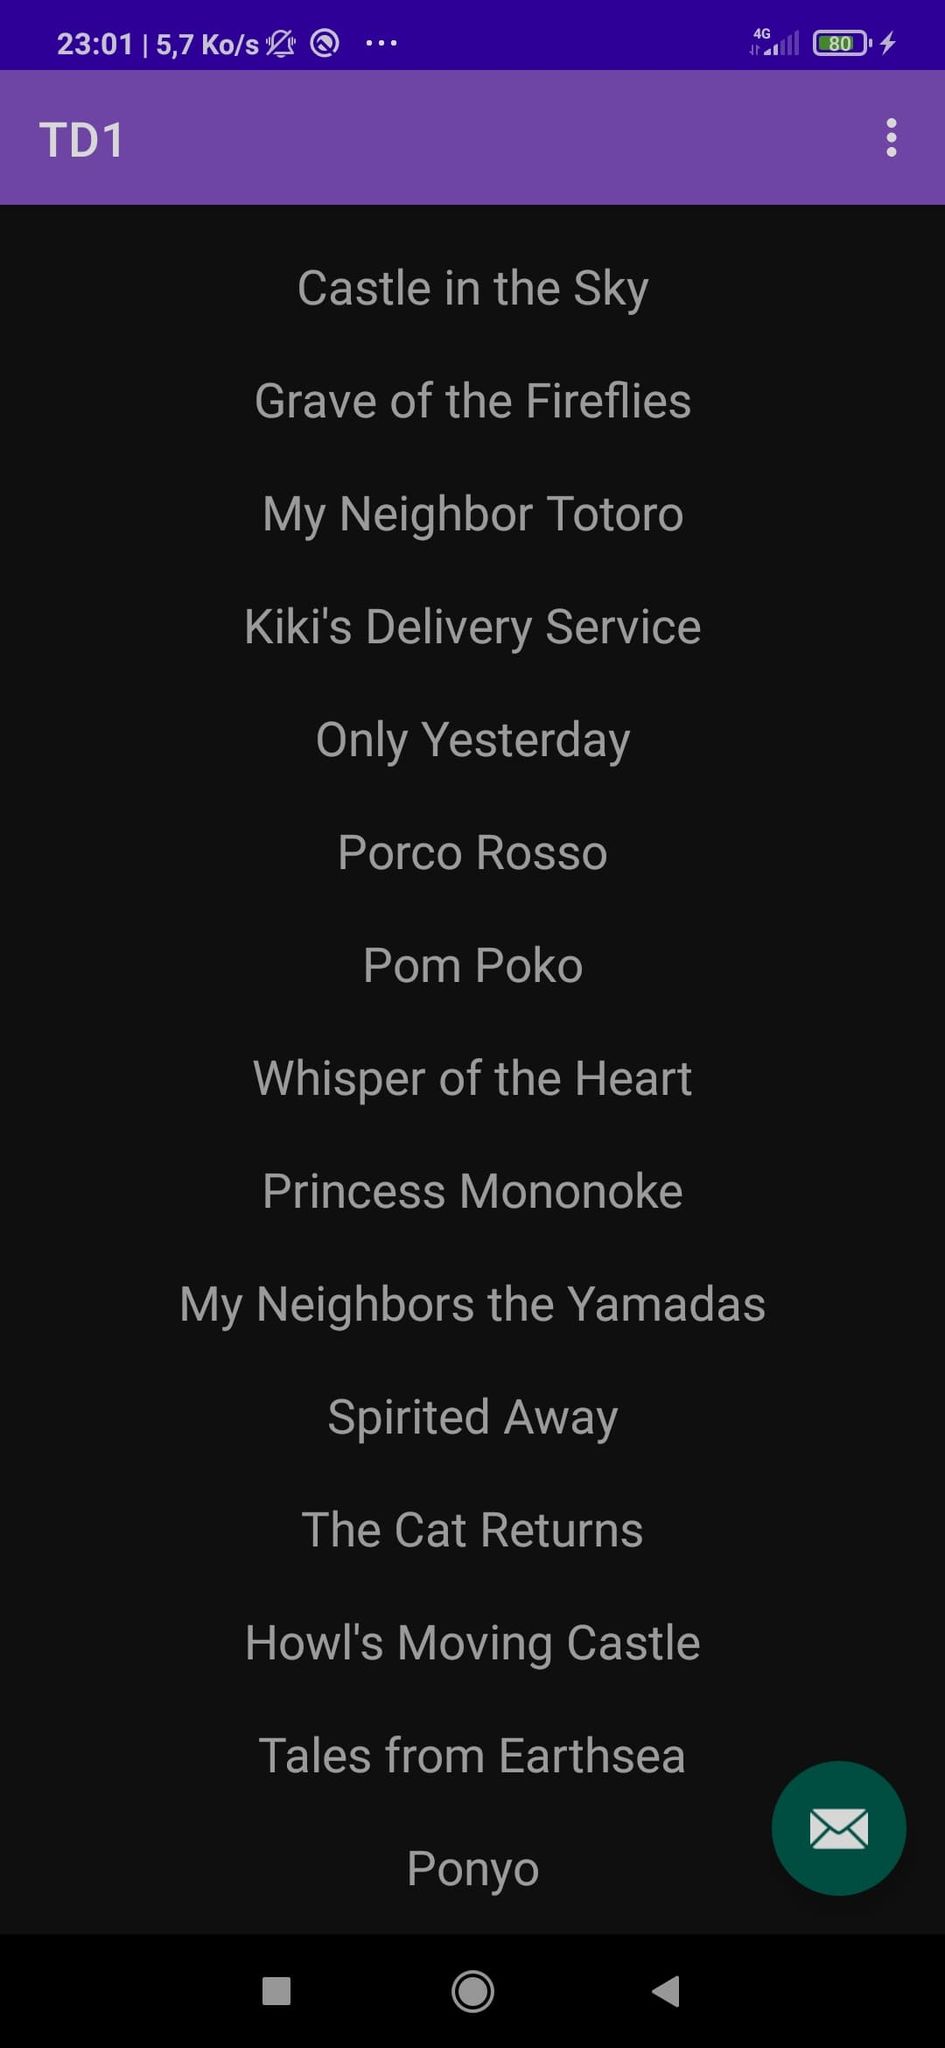 23:01 | 5,7 Ko/s
4G
80
TD1
Castle in the Sky
Grave of the Fireflies
My Neighbor Totoro
Kiki's Delivery Service
Only Yesterday
Porco Rosso
Pom Poko
Whisper of the Heart
Princess Mononoke
My Neighbors the Yamadas
Spirited Away
The Cat Returns
Howl's Moving Castle
Tales from Earthsea
Ponyo